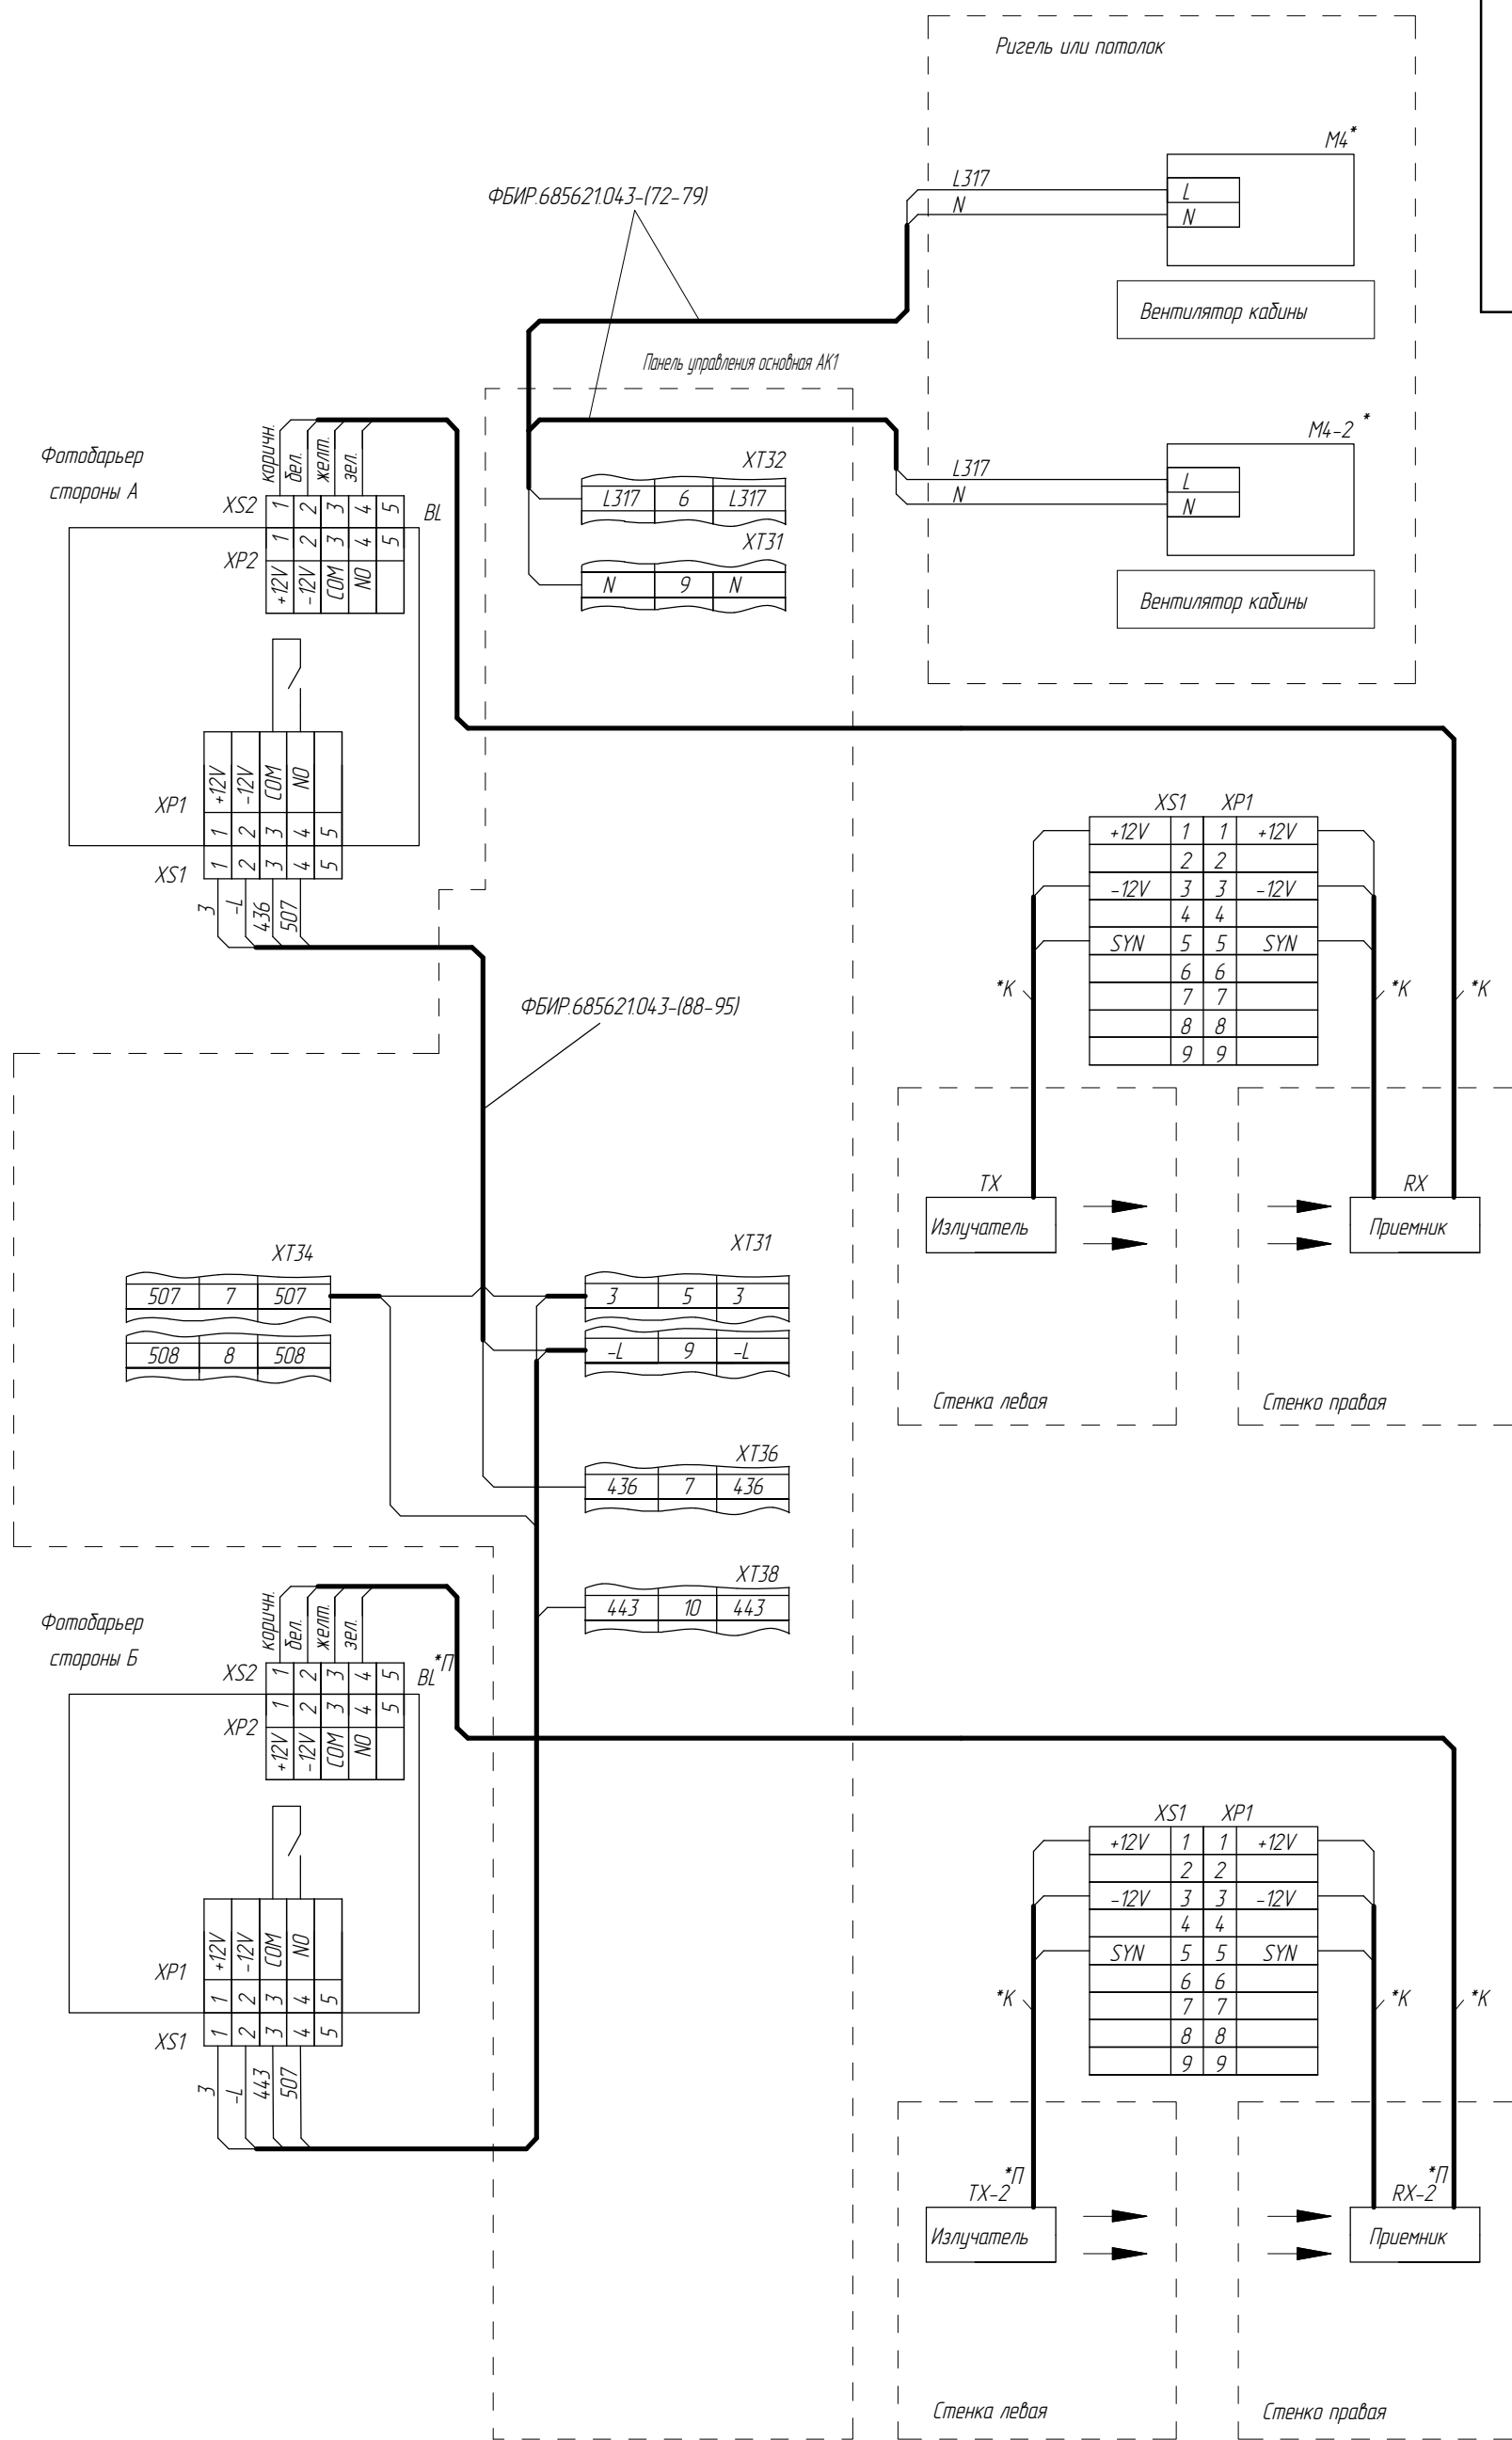 Ригель или потолок
М4*
L317
N
L
N
ФБИР.685621.043-(72-79)
Вентилятор кабины
Панель управления основная АК1
М4-2 *
L317
N
L
N
Вентилятор кабины
Фотобарьер
стороны А
коричн.
бел.
желт.
зел.
XS2 1 2 3 4 5 BL
XP2 1 2 3 4 5
+12V -12V COM NO
XT32
L317 6 L317
XT31
N 9 N
XP1 +12V -12V COM NO
1 2 3 4 5
XS1 1 2 3 4 5
3 -L 436 507
XS1 XP1
+12V 1 1 +12V
2 2
-12V 3 3 -12V
4 4
SYN 5 5 SYN
6 6
7 7
8 8
9 9
*К *К *К
ФБИР.685621.043-(88-95)
TX
Излучатель
RX
Приемник
Стенка левая
Стенко правая
XT34
507 7 507
508 8 508
XT31
3 5 3
-L 9 -L
XT36
436 7 436
XT38
443 10 443
Фотобарьер
стороны Б
коричн.
бел.
желт.
зел.
XS2 1 2 3 4 5 BL*П
XP2 1 2 3 4 5
+12V -12V COM NO
XP1 +12V -12V COM NO
1 2 3 4 5
XS1 1 2 3 4 5
3 -L 443 507
XS1 XP1
+12V 1 1 +12V
2 2
-12V 3 3 -12V
4 4
SYN 5 5 SYN
6 6
7 7
8 8
9 9
*К *К *К
TX-2*П
Излучатель
RX-2*П
Приемник
Стенка левая
Стенко правая